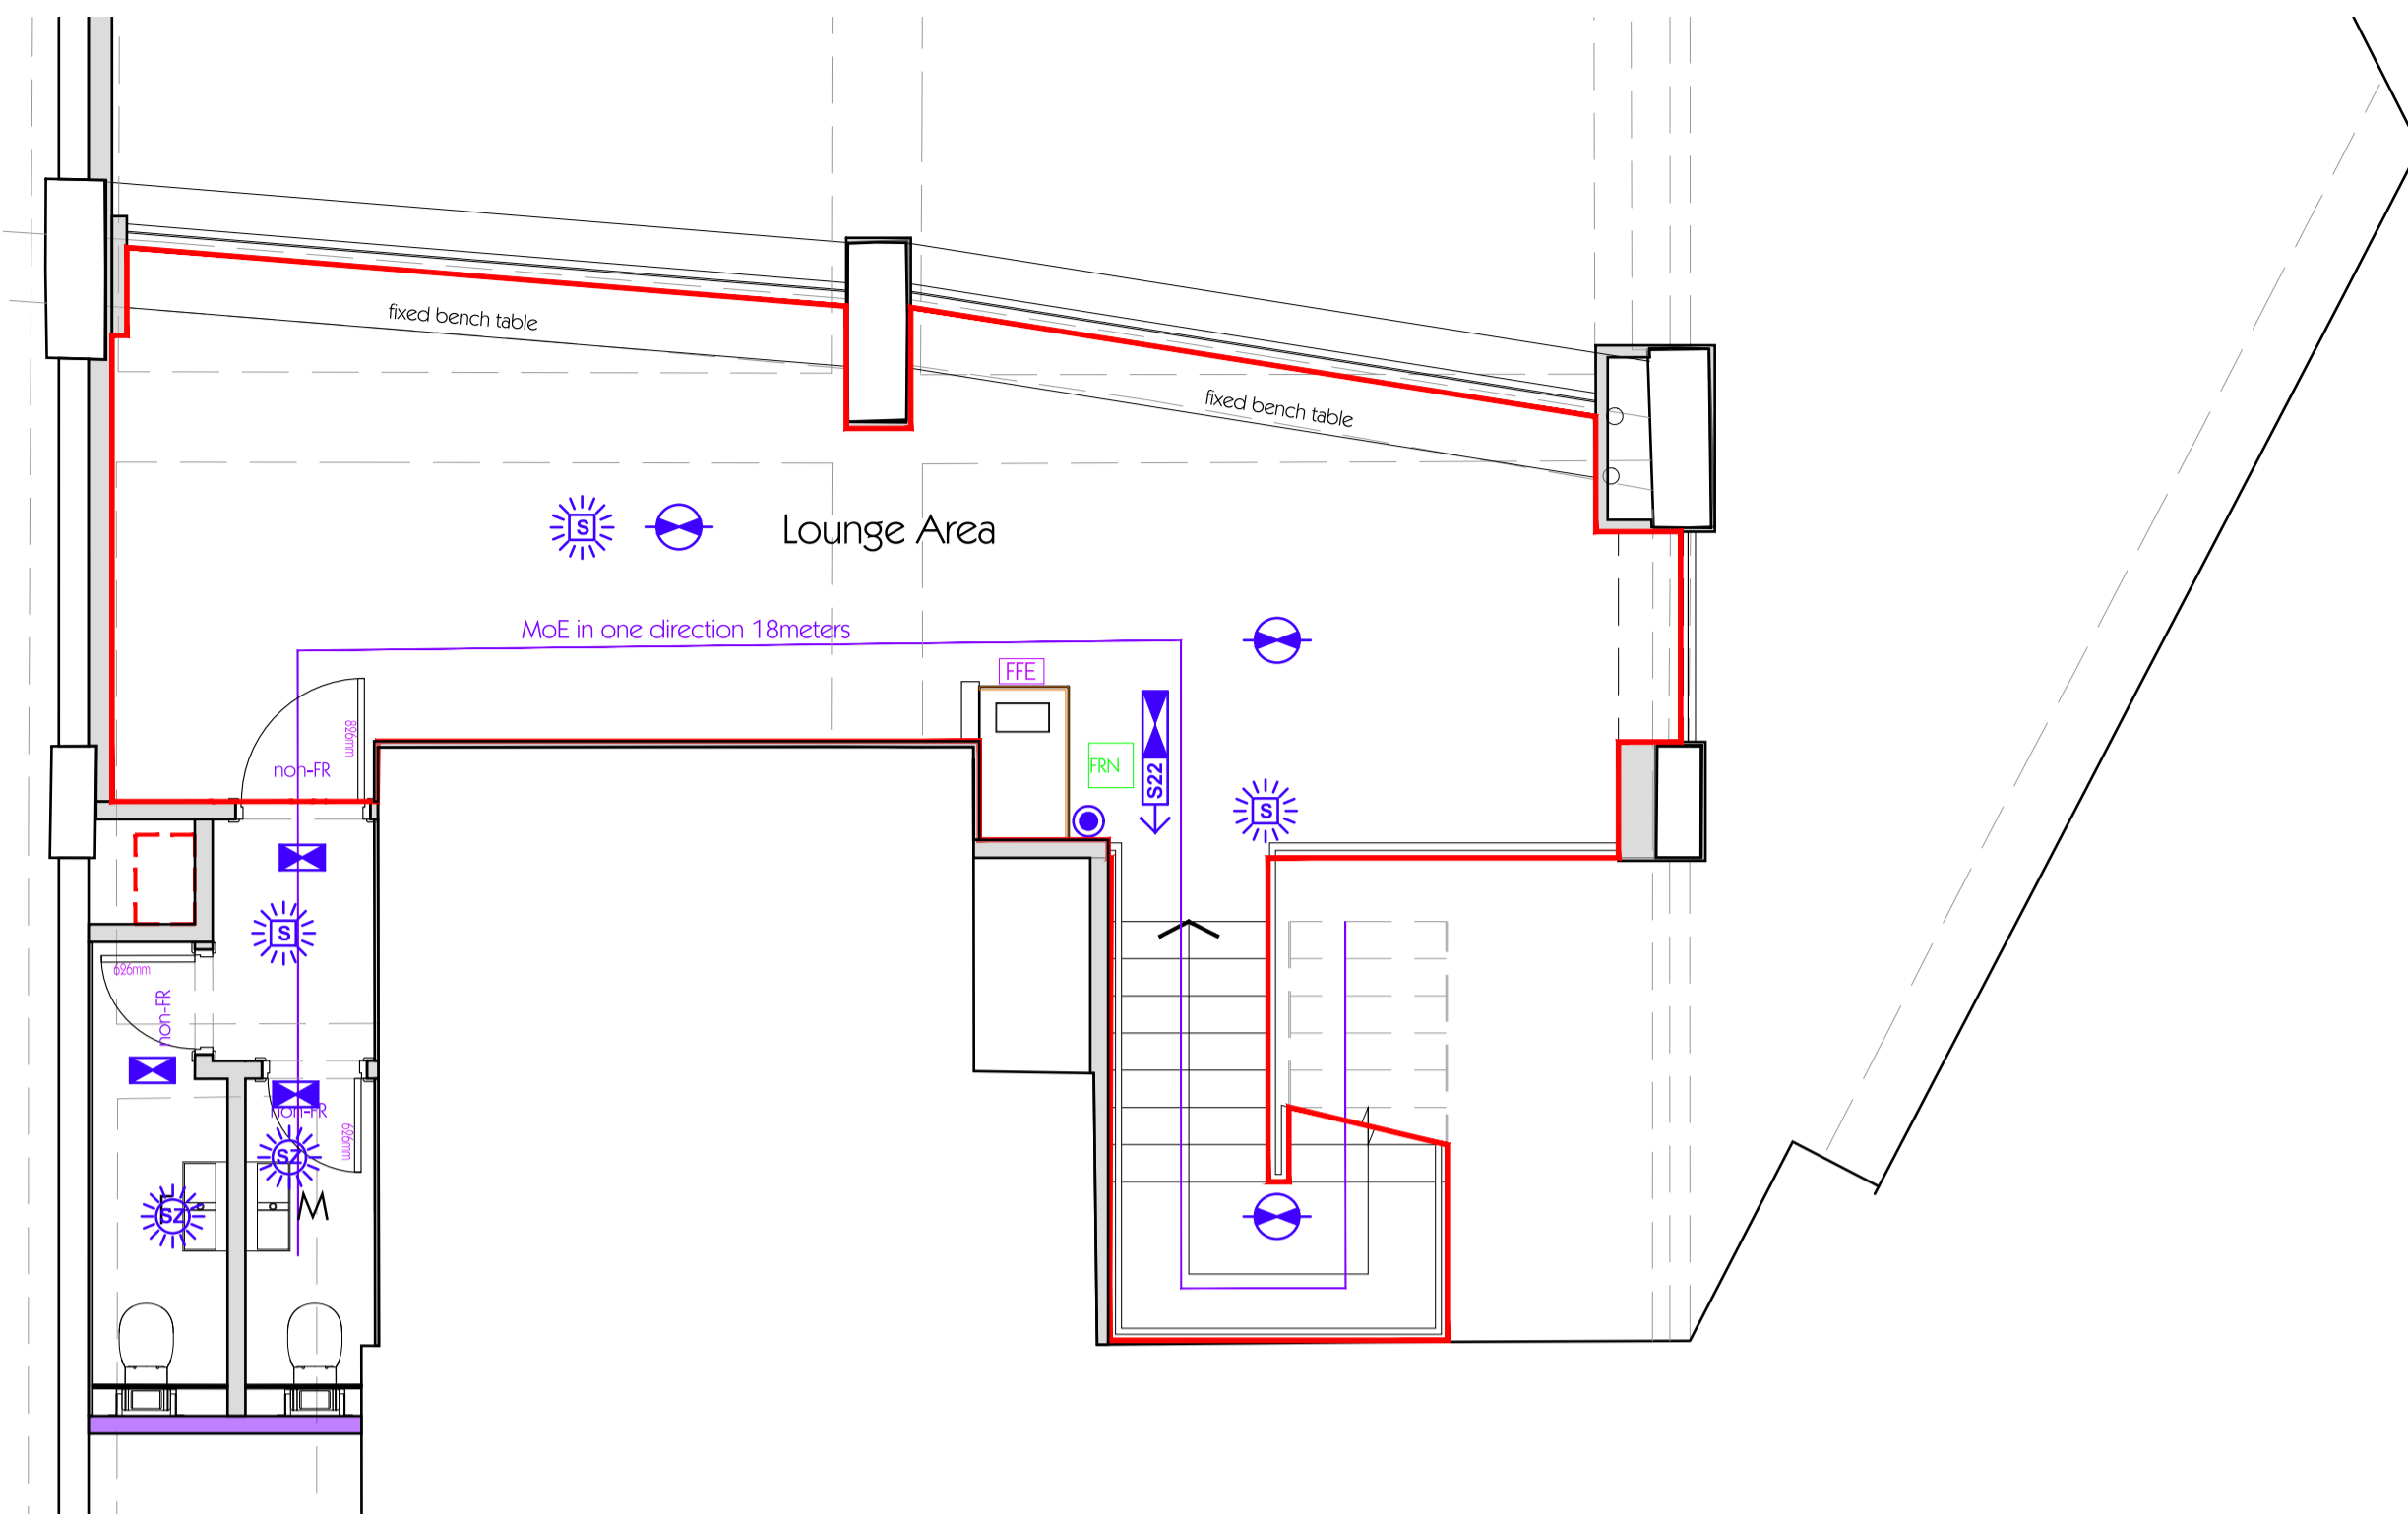 fixed bench table
fixed bench table
S
Lounge Area
MoE in one direction 18meters
FFE
826mm
non-FR
FRN
S22
S
S
626mm
non-FR
non-FR
626mm
SZ
L
SZ
M